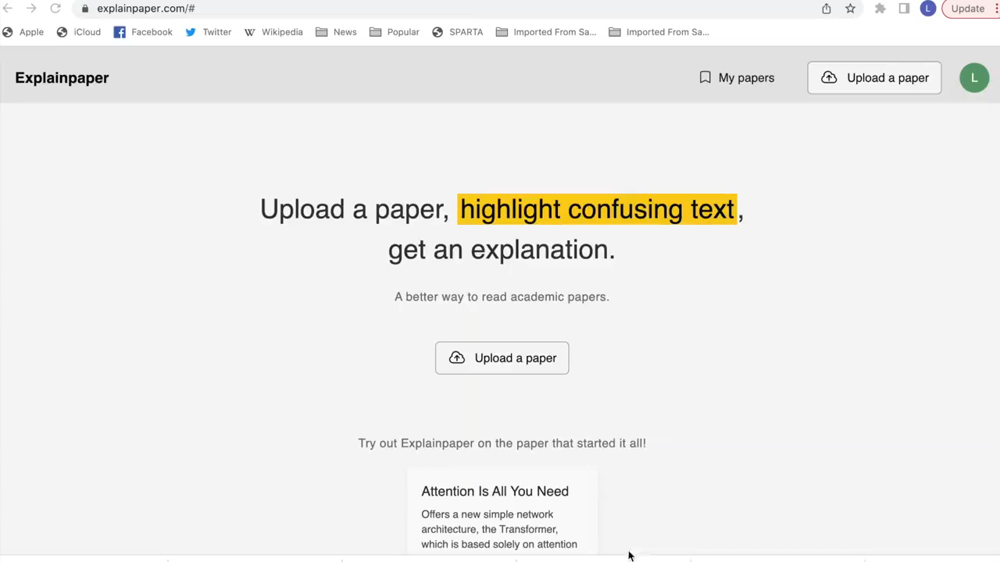 explainpaper.com/#
L
Update
Apple
iCloud
Facebook
Twitter
Wikipedia
News
Popular
SPARTA
Imported From Sa...
Imported From Sa...
Explainpaper
My papers
Upload a paper
L
Upload a paper, highlight confusing text,
get an explanation.
A better way to read academic papers.
Upload a paper
Try out Explainpaper on the paper that started it all!
Attention Is All You Need
Offers a new simple network
architecture, the Transformer,
which is based solely on attention